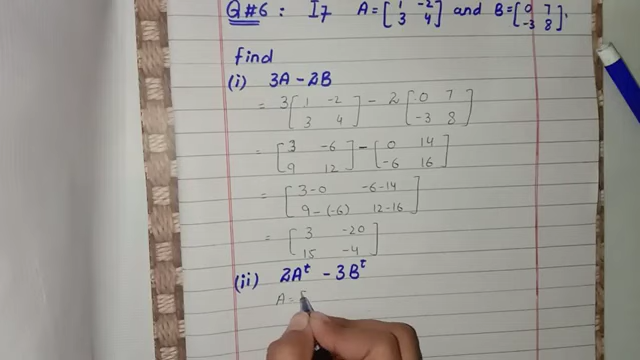 Q#6: If A = [1 -2 and B = [0 7
3 4] -3 8].
find
(i) 3A - 2B
= 3[1 -2 ] - 2[0 7
3 4 -3 8]
= [3 -6 ] - [0 14
9 12 -6 16]
= [3-0 -6-14
9-(-6) 12-16]
= [3 -20
15 -4]
(ii) 2Aᵗ - 3Bᵗ
A = [